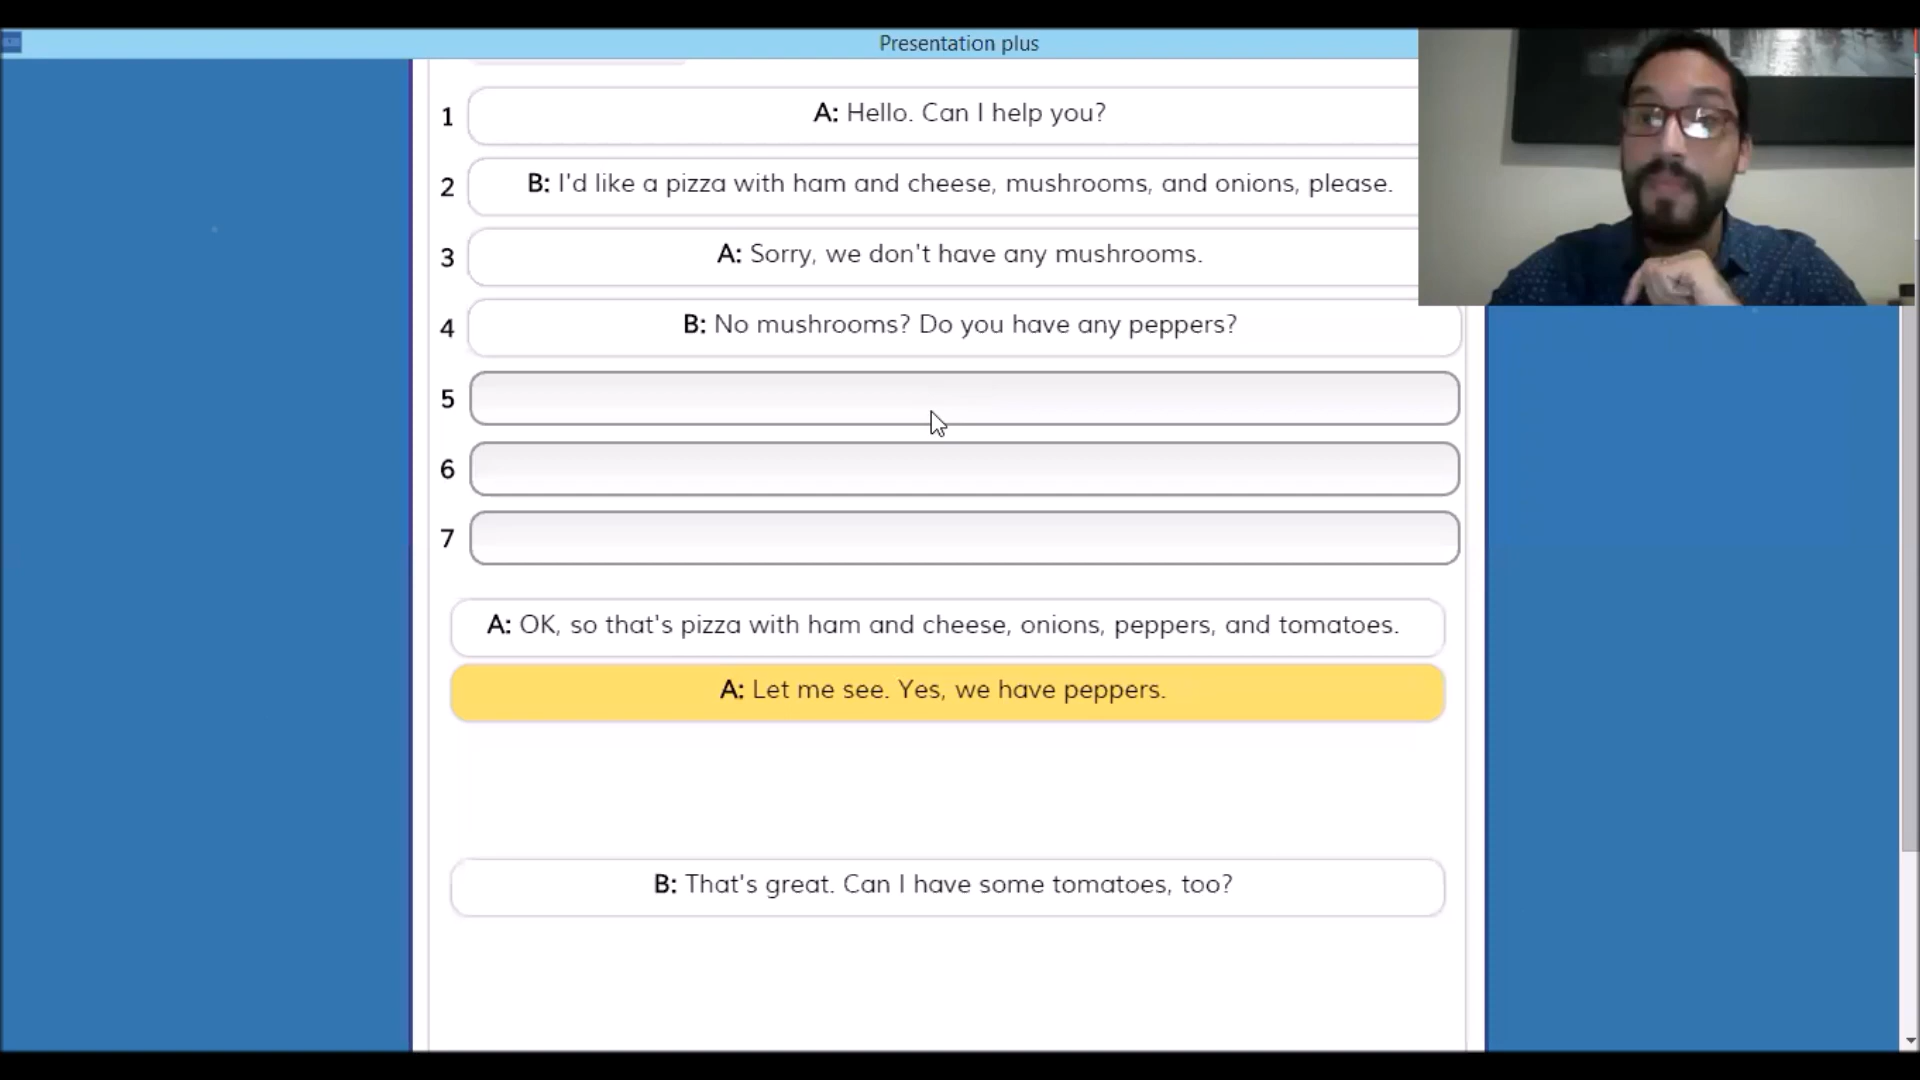 Presentation plus
1 A: Hello. Can I help you?
2 B: I'd like a pizza with ham and cheese, mushrooms, and onions, please.
3 A: Sorry, we don't have any mushrooms.
4 B: No mushrooms? Do you have any peppers?
5
6
7
A: OK, so that's pizza with ham and cheese, onions, peppers, and tomatoes.
A: Let me see. Yes, we have peppers.
B: That's great. Can I have some tomatoes, too?